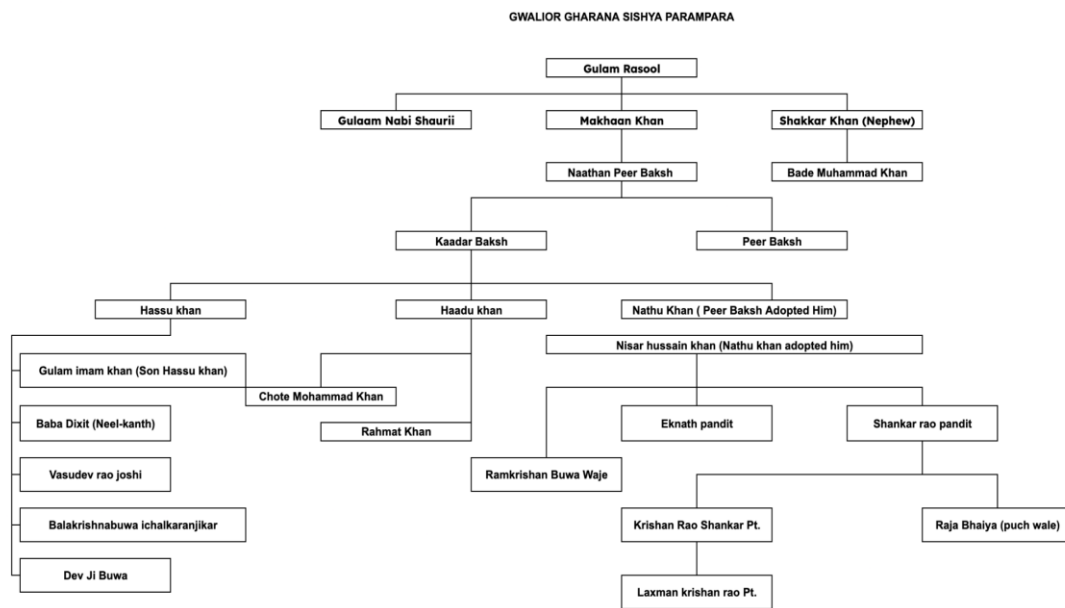 GWALIOR GHARANA SISHYA PARAMPARA
Gulam Rasool
Gulaam Nabi Shaurii
Makhaan Khan
Shakkar Khan (Nephew)
Naathan Peer Baksh
Bade Muhammad Khan
Kaadar Baksh
Peer Baksh
Hassu khan
Haadu khan
Nathu Khan ( Peer Baksh Adopted Him)
Nisar hussain khan (Nathu khan adopted him)
Gulam imam khan (Son Hassu khan)
Chote Mohammad Khan
Baba Dixit (Neel-kanth)
Rahmat Khan
Eknath pandit
Shankar rao pandit
Vasudev rao joshi
Ramkrishan Buwa Waje
Balakrishnabuwa ichalkaranjikar
Krishan Rao Shankar Pt.
Raja Bhaiya (puch wale)
Dev Ji Buwa
Laxman krishan rao Pt.